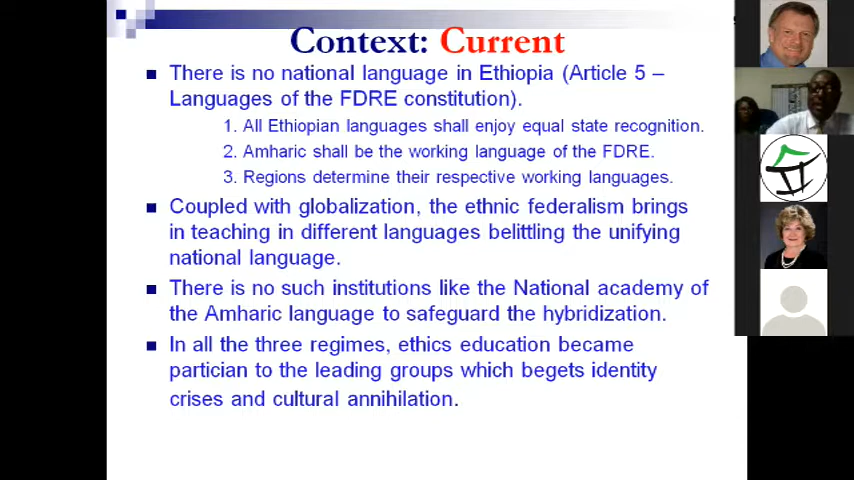 Context: Current
There is no national language in Ethiopia (Article 5 –
Languages of the FDRE constitution).
1. All Ethiopian languages shall enjoy equal state recognition.
2. Amharic shall be the working language of the FDRE.
3. Regions determine their respective working languages.
Coupled with globalization, the ethnic federalism brings
in teaching in different languages belittling the unifying
national language.
There is no such institutions like the National academy of
the Amharic language to safeguard the hybridization.
In all the three regimes, ethics education became
partician to the leading groups which begets identity
crises and cultural annihilation.